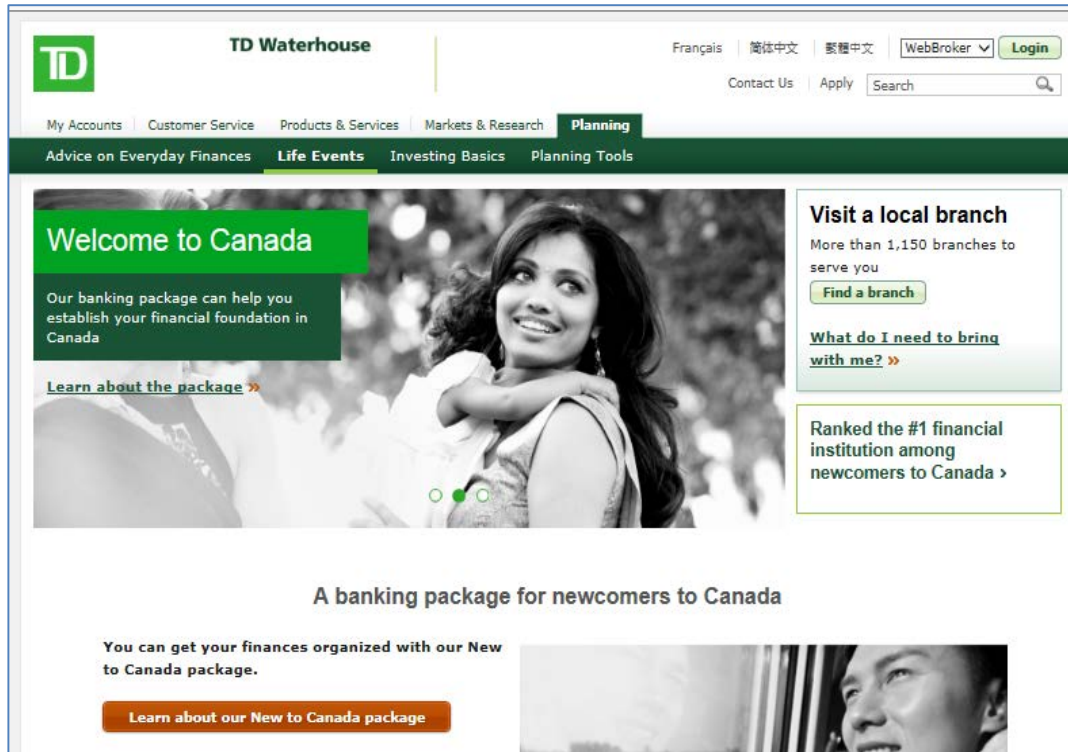 TD
TD Waterhouse
Français
简体中文
繁體中文
WebBroker
Login
Contact Us
Apply
Search
My Accounts
Customer Service
Products & Services
Markets & Research
Planning
Advice on Everyday Finances
Life Events
Investing Basics
Planning Tools
Welcome to Canada
Our banking package can help you
establish your financial foundation in
Canada
Learn about the package »
Visit a local branch
More than 1,150 branches to
serve you
Find a branch
What do I need to bring
with me? »
Ranked the #1 financial
institution among
newcomers to Canada ›
A banking package for newcomers to Canada
You can get your finances organized with our New
to Canada package.
Learn about our New to Canada package